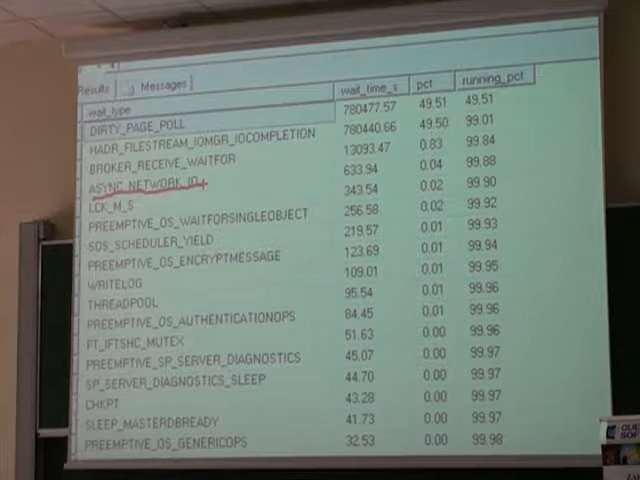 Results Messages
wait_type wait_time_s pct running_pct
DIRTY_PAGE_POLL 780477.57 49.51 49.51
HADR_FILESTREAM_IOMGR_IOCOMPLETION 780440.66 49.50 99.01
BROKER_RECEIVE_WAITFOR 13093.47 0.83 99.84
ASYNC_NETWORK_IO 633.94 0.04 99.88
LCK_M_S 343.54 0.02 99.90
PREEMPTIVE_OS_WAITFORSINGLEOBJECT 256.58 0.02 99.92
SOS_SCHEDULER_YIELD 219.57 0.01 99.93
PREEMPTIVE_OS_ENCRYPTMESSAGE 123.69 0.01 99.94
WRITELOG 109.01 0.01 99.95
THREADPOOL 95.54 0.01 99.96
PREEMPTIVE_OS_AUTHENTICATIONOPS 84.45 0.01 99.96
FT_IFTSHC_MUTEX 51.63 0.00 99.96
PREEMPTIVE_SP_SERVER_DIAGNOSTICS 45.07 0.00 99.97
SP_SERVER_DIAGNOSTICS_SLEEP 44.70 0.00 99.97
CHKPT 43.28 0.00 99.97
SLEEP_MASTERDBREADY 41.73 0.00 99.97
PREEMPTIVE_OS_GENERICOPS 32.53 0.00 99.98